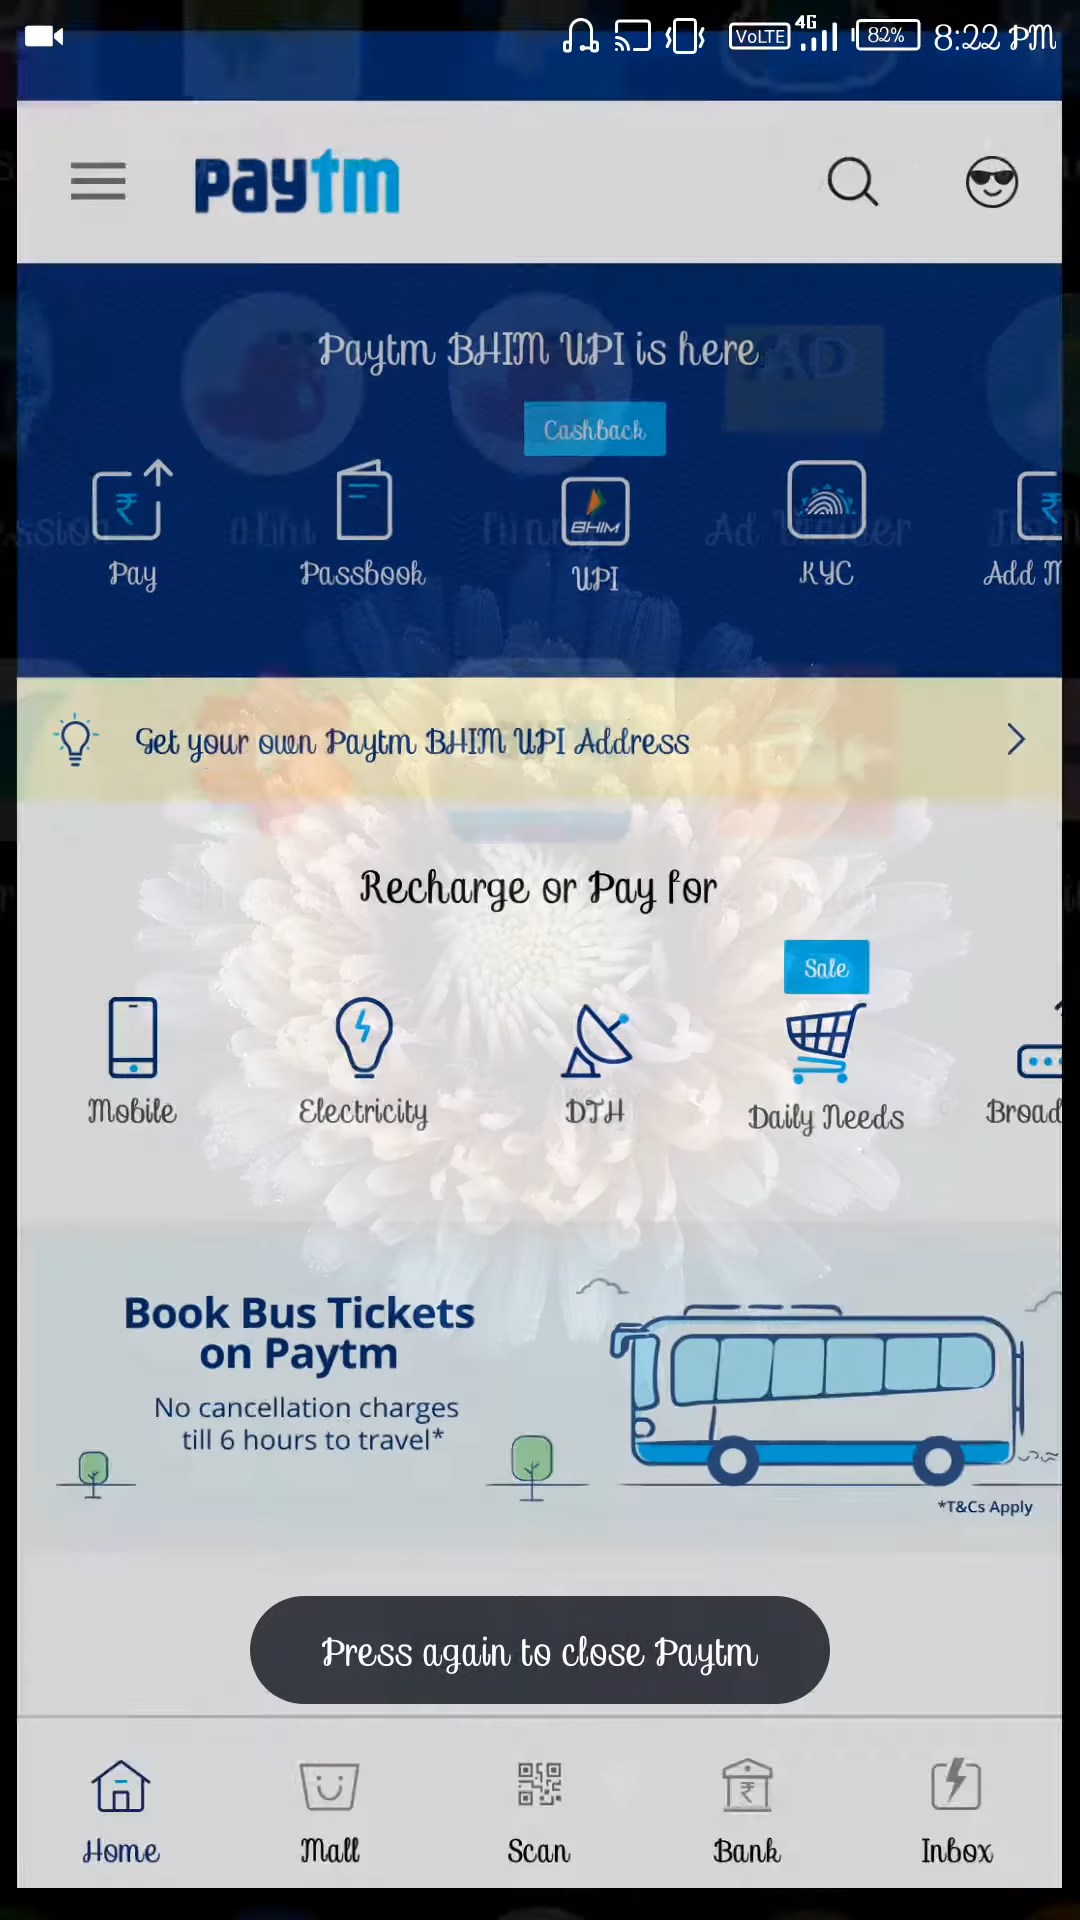 VoLTE 4G 82% 8:22 PM
paytm
Paytm BHIM UPI is here
Cashback
BHIM
Pay Passbook UPI KYC Add M
Get your own Paytm BHIM UPI Address
Recharge or Pay for
Sale
Mobile Electricity DTH Daily Needs Broad
Book Bus Tickets
on Paytm
No cancellation charges
till 6 hours to travel*
*T&Cs Apply
Press again to close Paytm
Home Mall Scan Bank Inbox